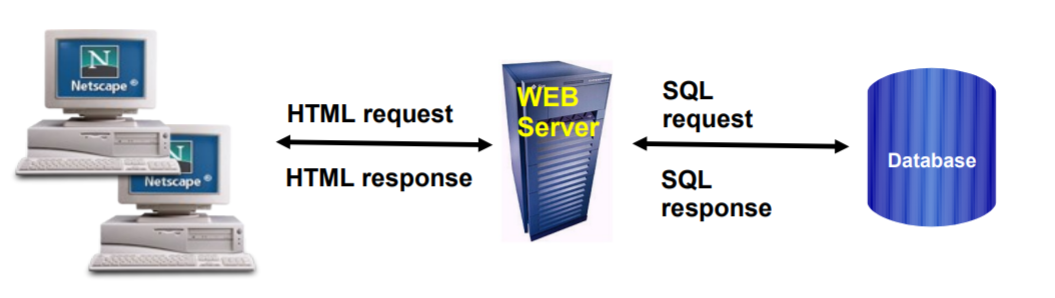 N
Netscape ®
N
Netscape ®
HTML request
HTML response
WEB
Server
SQL
request
SQL
response
Database